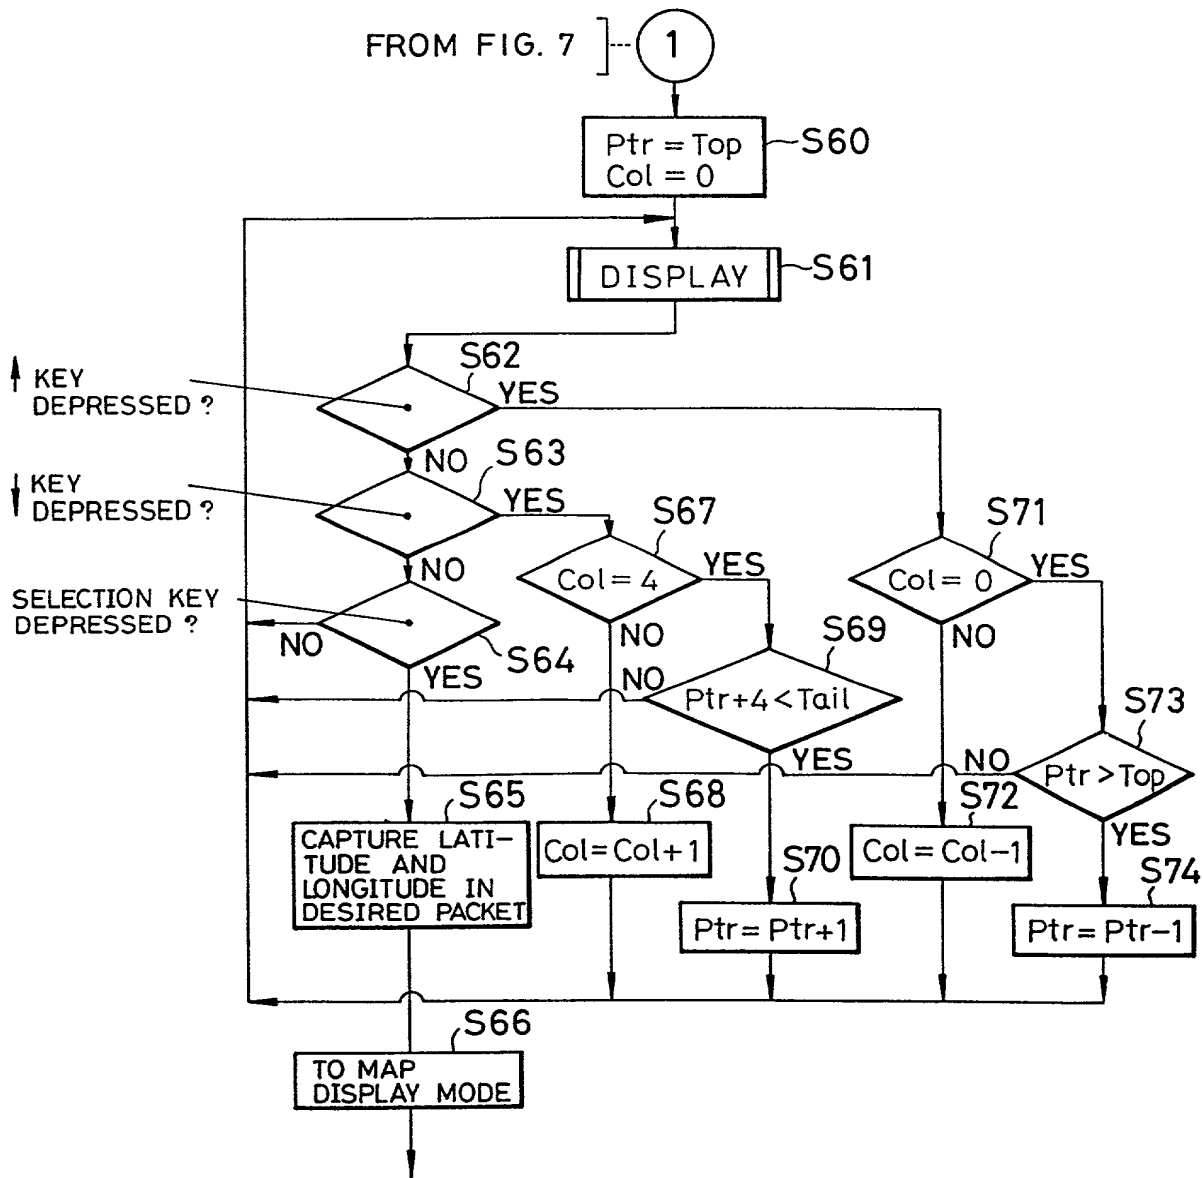 FROM FIG. 7
1
Ptr = Top
Col = 0
S60
DISPLAY
S61
S62
↑ KEY
DEPRESSED ?
YES
NO
S63
↓ KEY
DEPRESSED ?
YES
NO
SELECTION KEY
DEPRESSED ?
NO
S64
YES
S67
Col = 4
YES
NO
S71
Col = 0
YES
NO
S69
Ptr+4 < Tail
NO
YES
S73
Ptr > Top
NO
YES
S65
CAPTURE LATI-
TUDE AND
LONGITUDE IN
DESIRED PACKET
S68
Col = Col+1
S72
Col = Col-1
S70
Ptr = Ptr+1
S74
Ptr = Ptr-1
S66
TO MAP
DISPLAY MODE